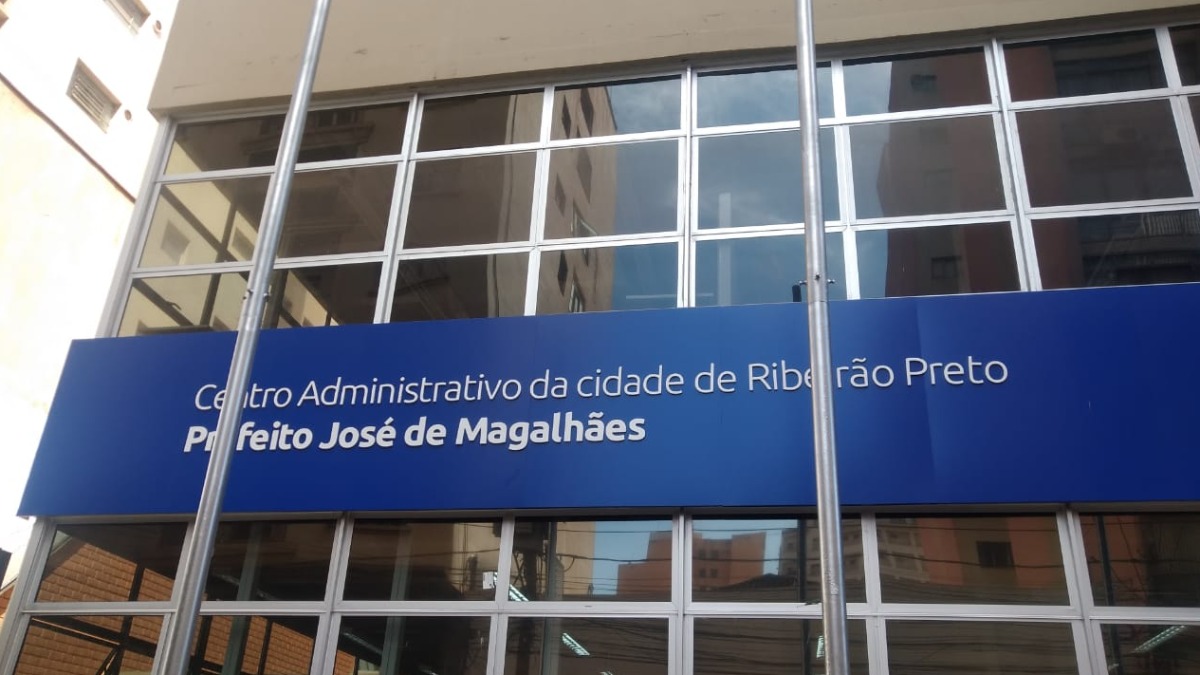 Centro Administrativo da cidade de Ribeirão Preto
Prefeito José de Magalhães